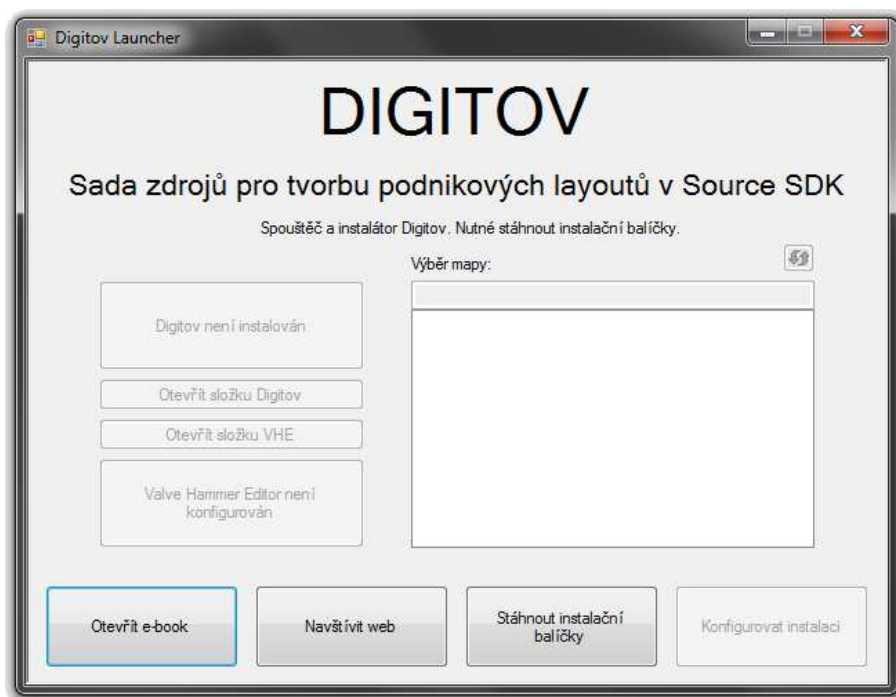 Digitov Launcher
DIGITOV
Sada zdrojů pro tvorbu podnikových layoutů v Source SDK
Spouštěč a instalátor Digitov. Nutné stáhnout instalační balíčky.
Výběr mapy:
Digitov není instalován
Otevřít složku Digitov
Otevřít složku VHE
Valve Hammer Editor není
konfigurován
Otevřít e-book
Navštívit web
Stáhnout instalační
balíčky
Konfigurovat instalaci